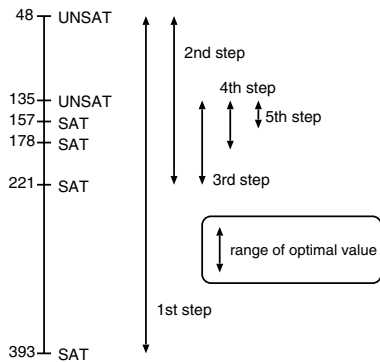 48 UNSAT
2nd step
4th step
135 UNSAT
157 SAT
5th step
178 SAT
221 SAT
3rd step
range of optimal value
1st step
393 SAT